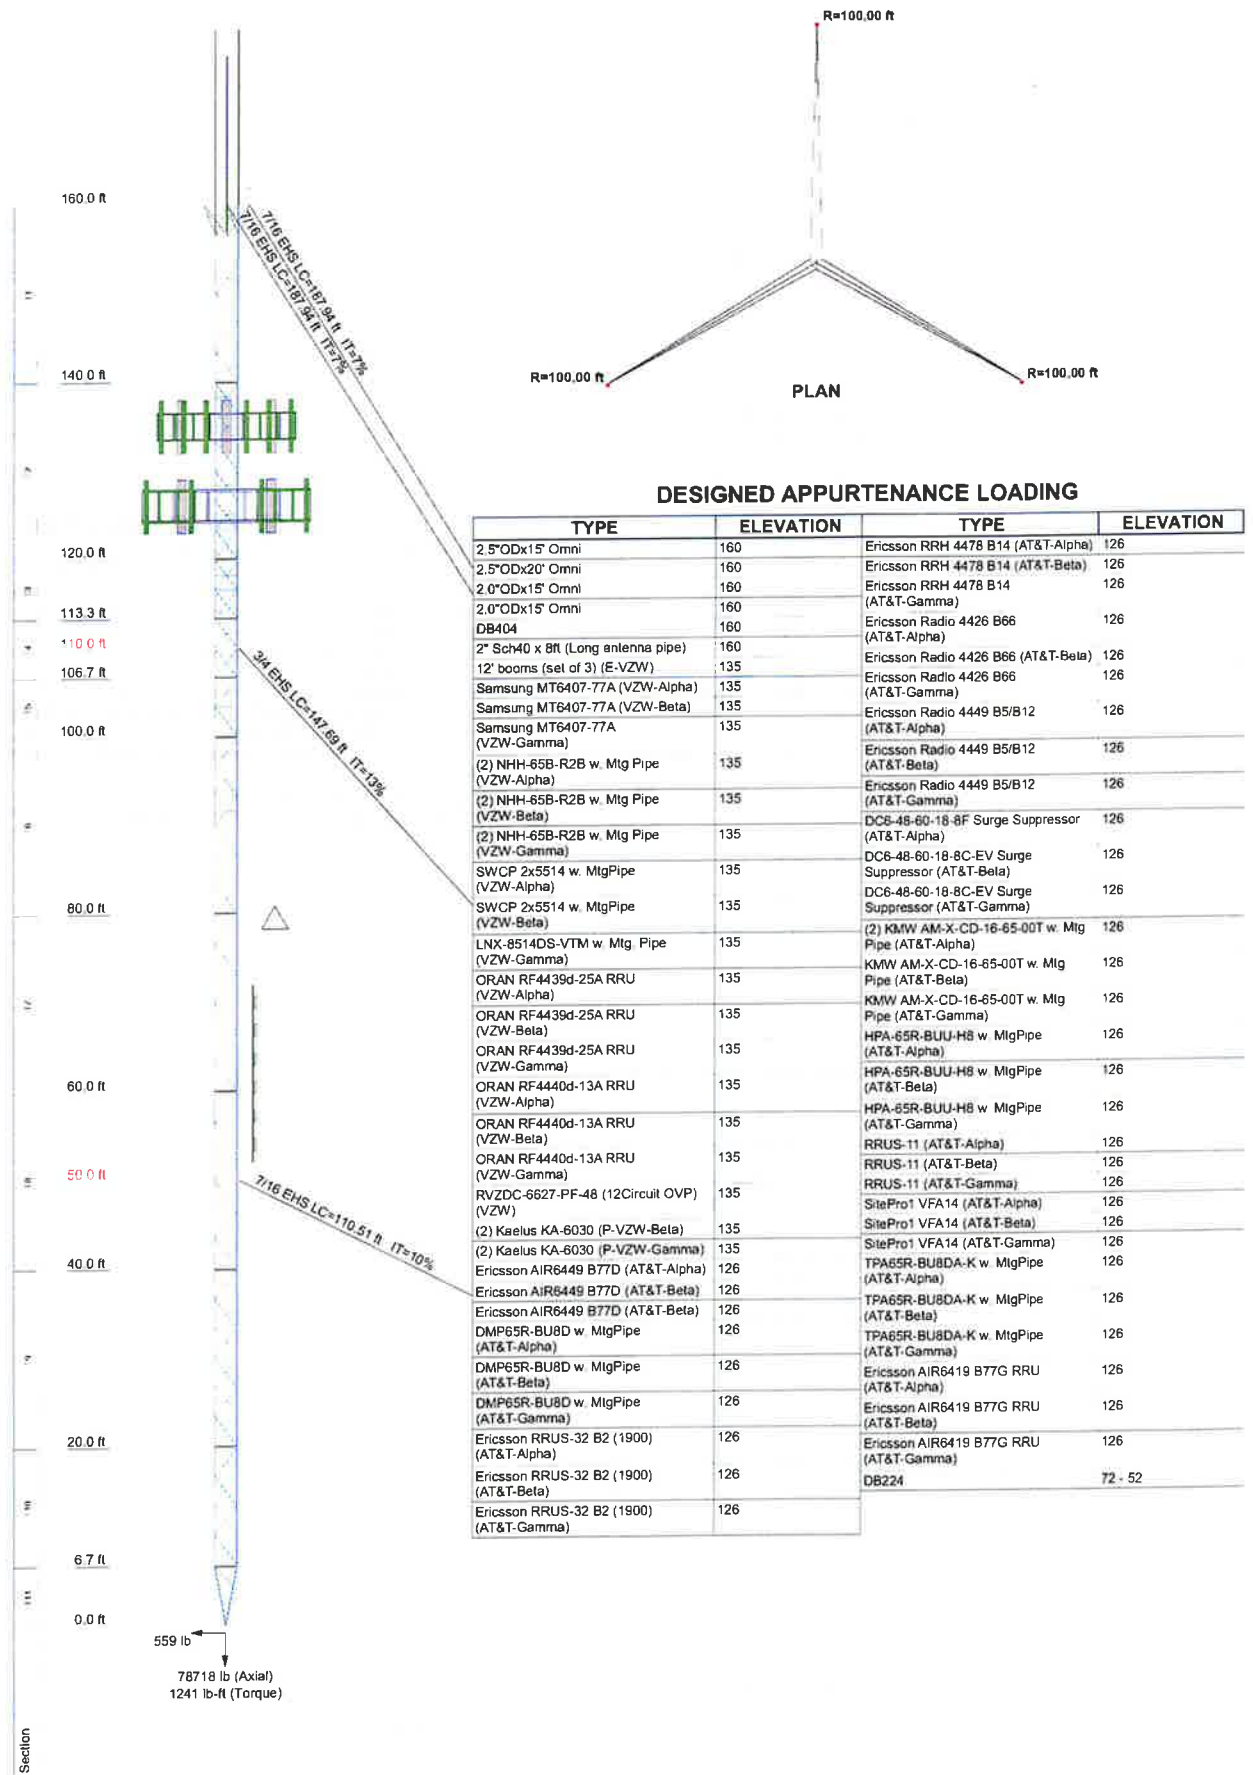 R=100.00 ft
160.0 ft
7/16 EHS LC=187.94 ft IT=7%
7/16 EHS LC=187.94 ft IT=7%
140.0 ft
R=100.00 ft
R=100.00 ft
PLAN
120.0 ft
113.3 ft
110.0 ft
106.7 ft
3/4 EHS LC=147.69 ft IT=13%
100.0 ft
80.0 ft
60.0 ft
50.0 ft
7/16 EHS LC=110.51 ft IT=10%
40.0 ft
20.0 ft
6.7 ft
0.0 ft
559 lb
78718 lb (Axial)
1241 lb-ft (Torque)
Section
DESIGNED APPURTENANCE LOADING
TYPE ELEVATION
2.5"ODx15' Omni 160
2.5"ODx20' Omni 160
2.0"ODx15' Omni 160
2.0"ODx15' Omni 160
DB404 160
2" Sch40 x 8ft (Long antenna pipe) 160
12' booms (set of 3) (E-VZW) 135
Samsung MT6407-77A (VZW-Alpha) 135
Samsung MT6407-77A (VZW-Beta) 135
Samsung MT6407-77A 135
(VZW-Gamma)
(2) NHH-65B-R2B w. Mtg Pipe 135
(VZW-Alpha)
(2) NHH-65B-R2B w. Mtg Pipe 135
(VZW-Beta)
(2) NHH-65B-R2B w. Mtg Pipe 135
(VZW-Gamma)
SWCP 2x5514 w. MtgPipe 135
(VZW-Alpha)
SWCP 2x5514 w. MtgPipe 135
(VZW-Beta)
LNX-8514DS-VTM w. Mtg. Pipe 135
(VZW-Gamma)
ORAN RF4439d-25A RRU 135
(VZW-Alpha)
ORAN RF4439d-25A RRU 135
(VZW-Beta)
ORAN RF4439d-25A RRU 135
(VZW-Gamma)
ORAN RF4440d-13A RRU 135
(VZW-Alpha)
ORAN RF4440d-13A RRU 135
(VZW-Beta)
ORAN RF4440d-13A RRU 135
(VZW-Gamma)
RVZDC-6627-PF-48 (12Circuit OVP) 135
(VZW)
(2) Kaelus KA-6030 (P-VZW-Beta) 135
(2) Kaelus KA-6030 (P-VZW-Gamma) 135
Ericsson AIR6449 B77D (AT&T-Alpha) 126
Ericsson AIR6449 B77D (AT&T-Beta) 126
Ericsson AIR6449 B77D (AT&T-Beta) 126
DMP65R-BU8D w. MtgPipe 126
(AT&T-Alpha)
DMP65R-BU8D w. MtgPipe 126
(AT&T-Beta)
DMP65R-BU8D w. MtgPipe 126
(AT&T-Gamma)
Ericsson RRUS-32 B2 (1900) 126
(AT&T-Alpha)
Ericsson RRUS-32 B2 (1900) 126
(AT&T-Beta)
Ericsson RRUS-32 B2 (1900) 126
(AT&T-Gamma)
TYPE ELEVATION
Ericsson RRH 4478 B14 (AT&T-Alpha) 126
Ericsson RRH 4478 B14 (AT&T-Beta) 126
Ericsson RRH 4478 B14 126
(AT&T-Gamma)
Ericsson Radio 4426 B66 126
(AT&T-Alpha)
Ericsson Radio 4426 B66 (AT&T-Beta) 126
Ericsson Radio 4426 B66 126
(AT&T-Gamma)
Ericsson Radio 4449 B5/B12 126
(AT&T-Alpha)
Ericsson Radio 4449 B5/B12 126
(AT&T-Beta)
Ericsson Radio 4449 B5/B12 126
(AT&T-Gamma)
DC6-48-60-18-8F Surge Suppressor 126
(AT&T-Alpha)
DC6-48-60-18-8C-EV Surge 126
Suppressor (AT&T-Beta)
DC6-48-60-18-8C-EV Surge 126
Suppressor (AT&T-Gamma)
(2) KMW AM-X-CD-16-65-00T w. Mtg 126
Pipe (AT&T-Alpha)
KMW AM-X-CD-16-65-00T w. Mtg 126
Pipe (AT&T-Beta)
KMW AM-X-CD-16-65-00T w. Mtg 126
Pipe (AT&T-Gamma)
HPA-65R-BUU-H8 w. MtgPipe 126
(AT&T-Alpha)
HPA-65R-BUU-H8 w. MtgPipe 126
(AT&T-Beta)
HPA-65R-BUU-H8 w. MtgPipe 126
(AT&T-Gamma)
RRUS-11 (AT&T-Alpha) 126
RRUS-11 (AT&T-Beta) 126
RRUS-11 (AT&T-Gamma) 126
SitePro1 VFA14 (AT&T-Alpha) 126
SitePro1 VFA14 (AT&T-Beta) 126
SitePro1 VFA14 (AT&T-Gamma) 126
TPA65R-BU8DA-K w. MtgPipe 126
(AT&T-Alpha)
TPA65R-BU8DA-K w. MtgPipe 126
(AT&T-Beta)
TPA65R-BU8DA-K w. MtgPipe 126
(AT&T-Gamma)
Ericsson AIR6419 B77G RRU 126
(AT&T-Alpha)
Ericsson AIR6419 B77G RRU 126
(AT&T-Beta)
Ericsson AIR6419 B77G RRU 126
(AT&T-Gamma)
DB224 72 - 52